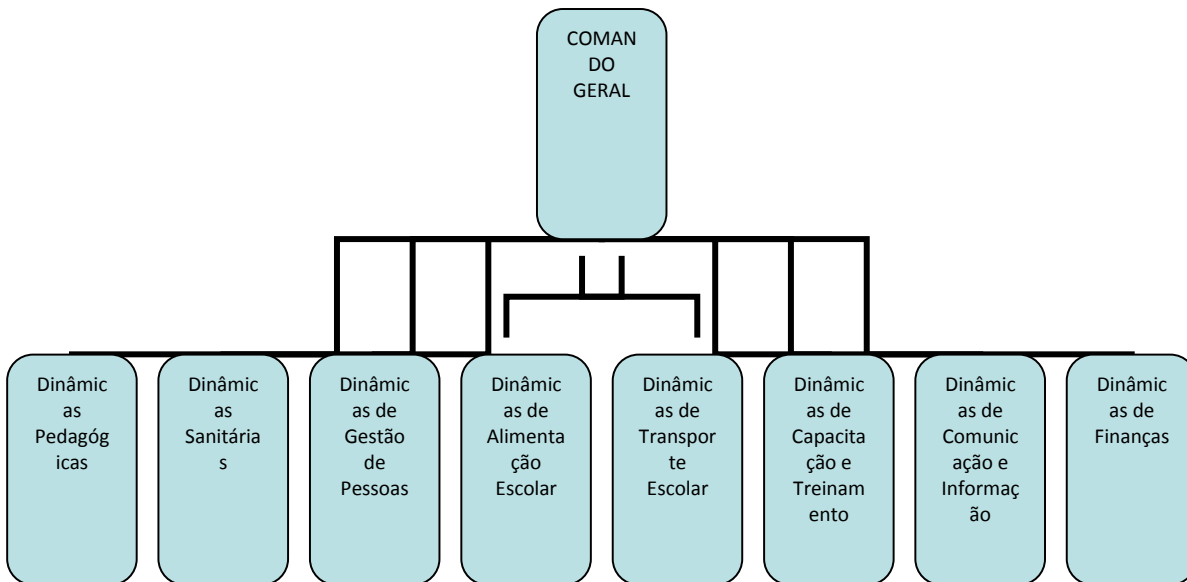 COMAN
DO
GERAL
Dinâmic
as
Pedagóg
icas
Dinâmic
as
Sanitária
s
Dinâmic
as de
Gestão
de
Pessoas
Dinâmic
as de
Alimenta
ção
Escolar
Dinâmic
as de
Transpor
te
Escolar
Dinâmic
as de
Capacita
ção e
Treinam
ento
Dinâmic
as de
Comunic
ação e
Informaç
ão
Dinâmic
as de
Finanças